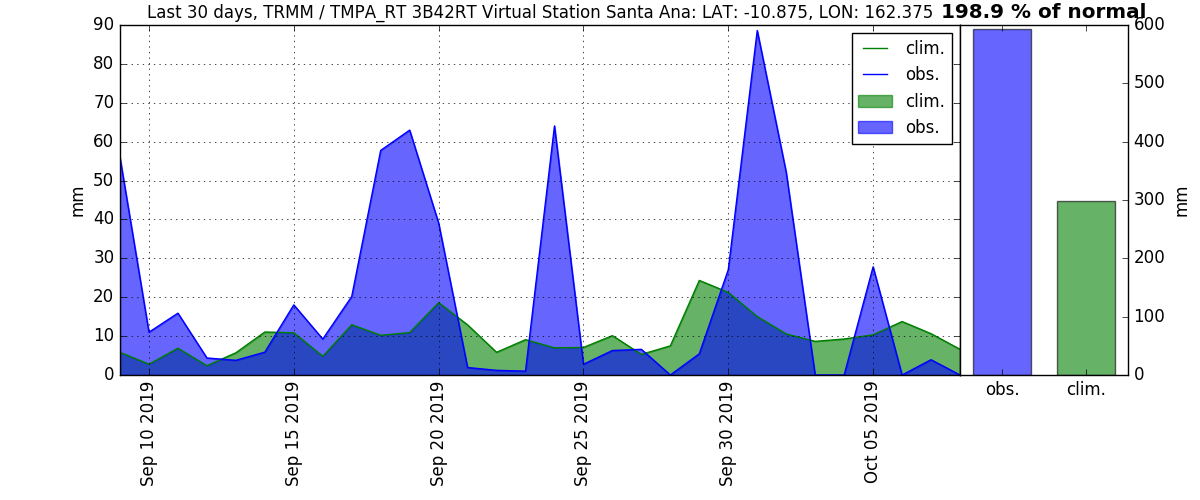 Last 30 days, TRMM / TMPA_RT 3B42RT Virtual Station Santa Ana: LAT: -10.875, LON: 162.375 198.9 % of normal
90
80
70
60
50
40
30
20
10
0
mm
clim.
obs.
clim.
obs.
Sep 10 2019
Sep 15 2019
Sep 20 2019
Sep 25 2019
Sep 30 2019
Oct 05 2019
600
500
400
300
200
100
0
mm
obs.
clim.